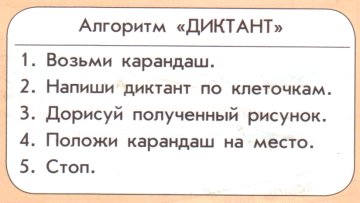 Алгоритм «ДИКТАНТ»
1. Возьми карандаш.
2. Напиши диктант по клеточкам.
3. Дорисуй полученный рисунок.
4. Положи карандаш на место.
5. Стоп.